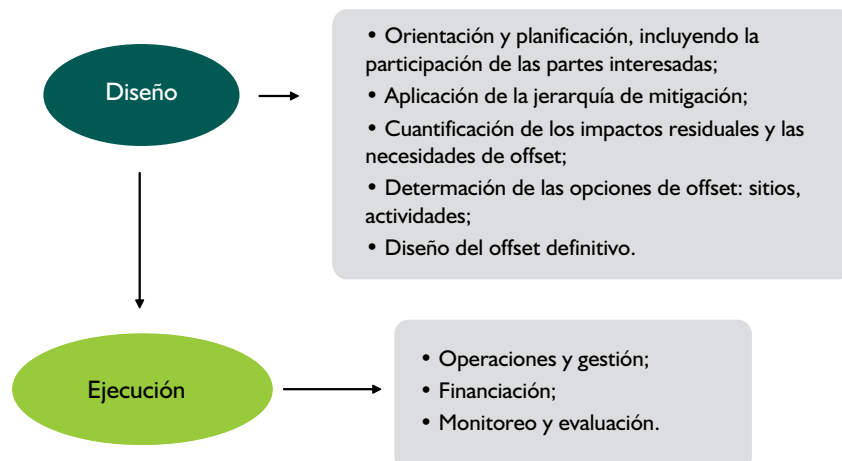 Diseño
• Orientación y planificación, incluyendo la
participación de las partes interesadas;
• Aplicación de la jerarquía de mitigación;
• Cuantificación de los impactos residuales y las
necesidades de offset;
• Determación de las opciones de offset: sitios,
actividades;
• Diseño del offset definitivo.
Ejecución
• Operaciones y gestión;
• Financiación;
• Monitoreo y evaluación.